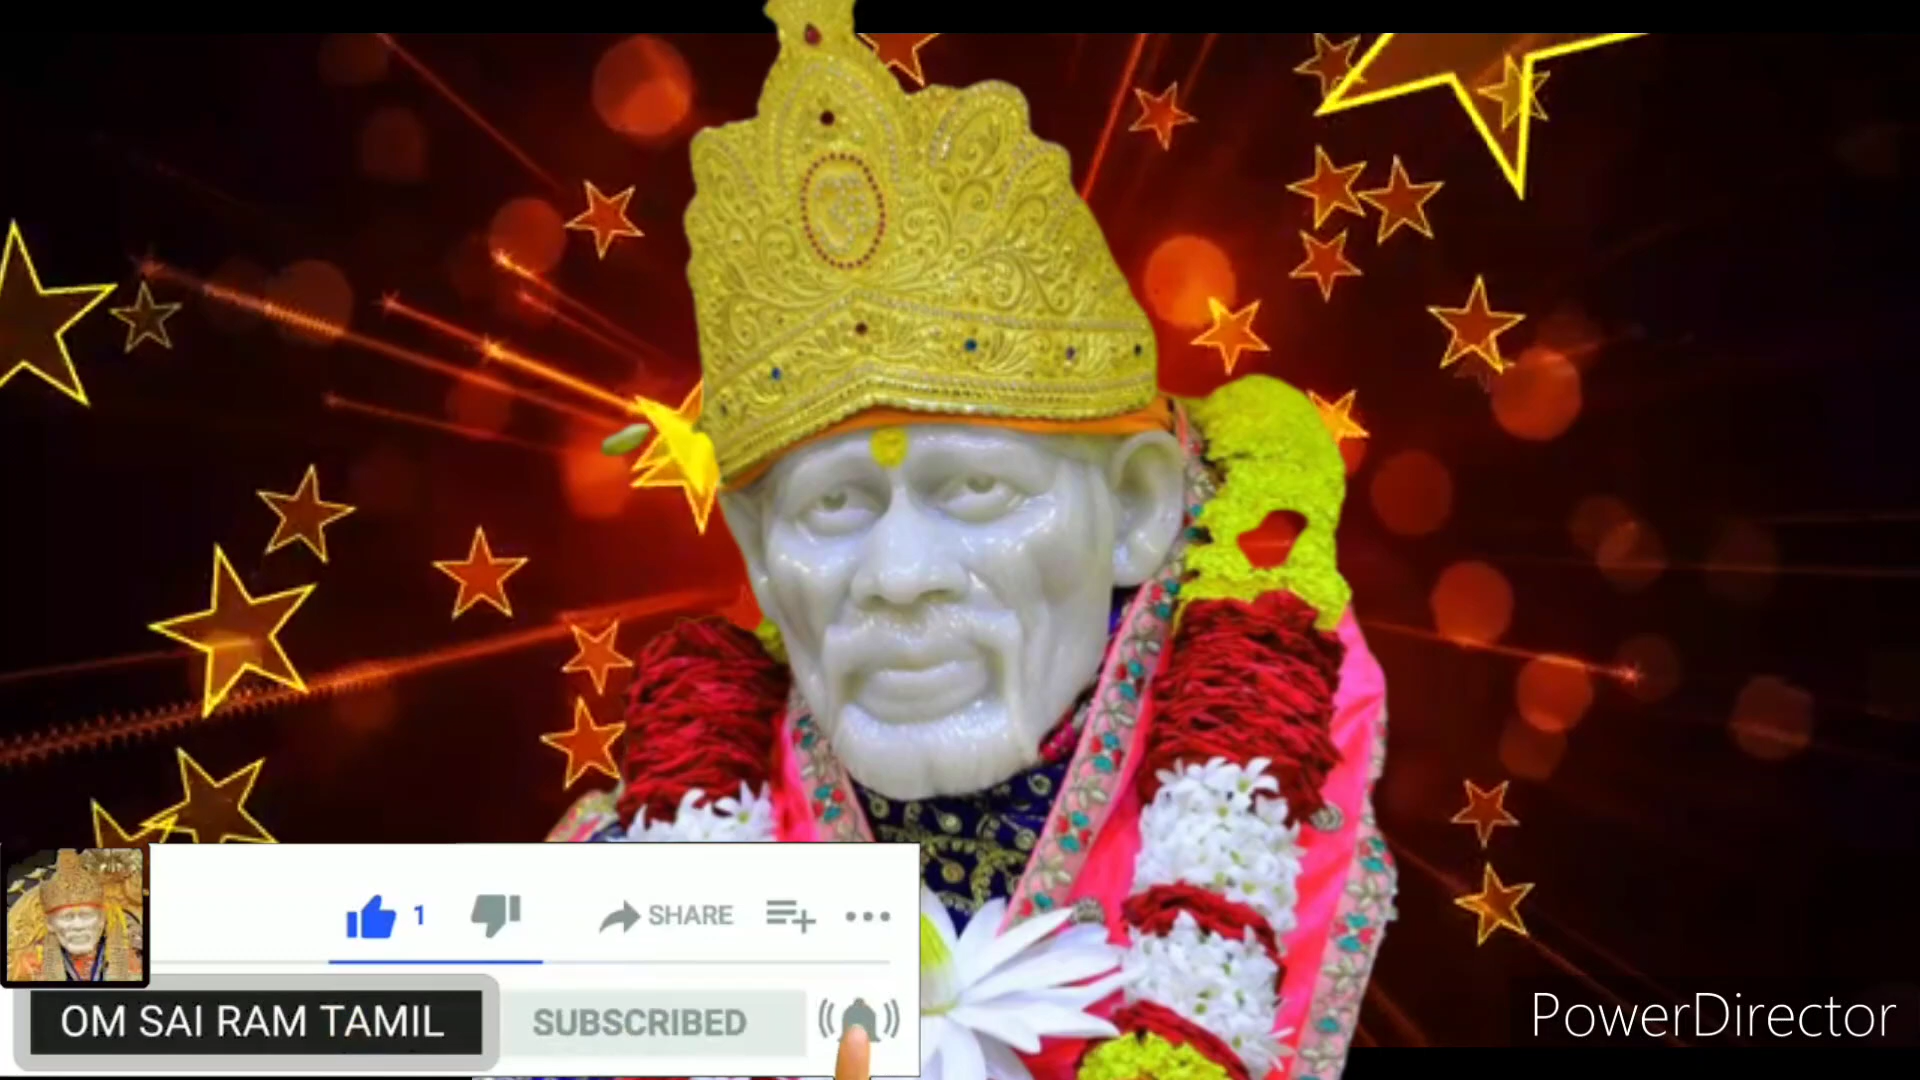 ॐ
1
SHARE
OM SAI RAM TAMIL
SUBSCRIBED
PowerDirector